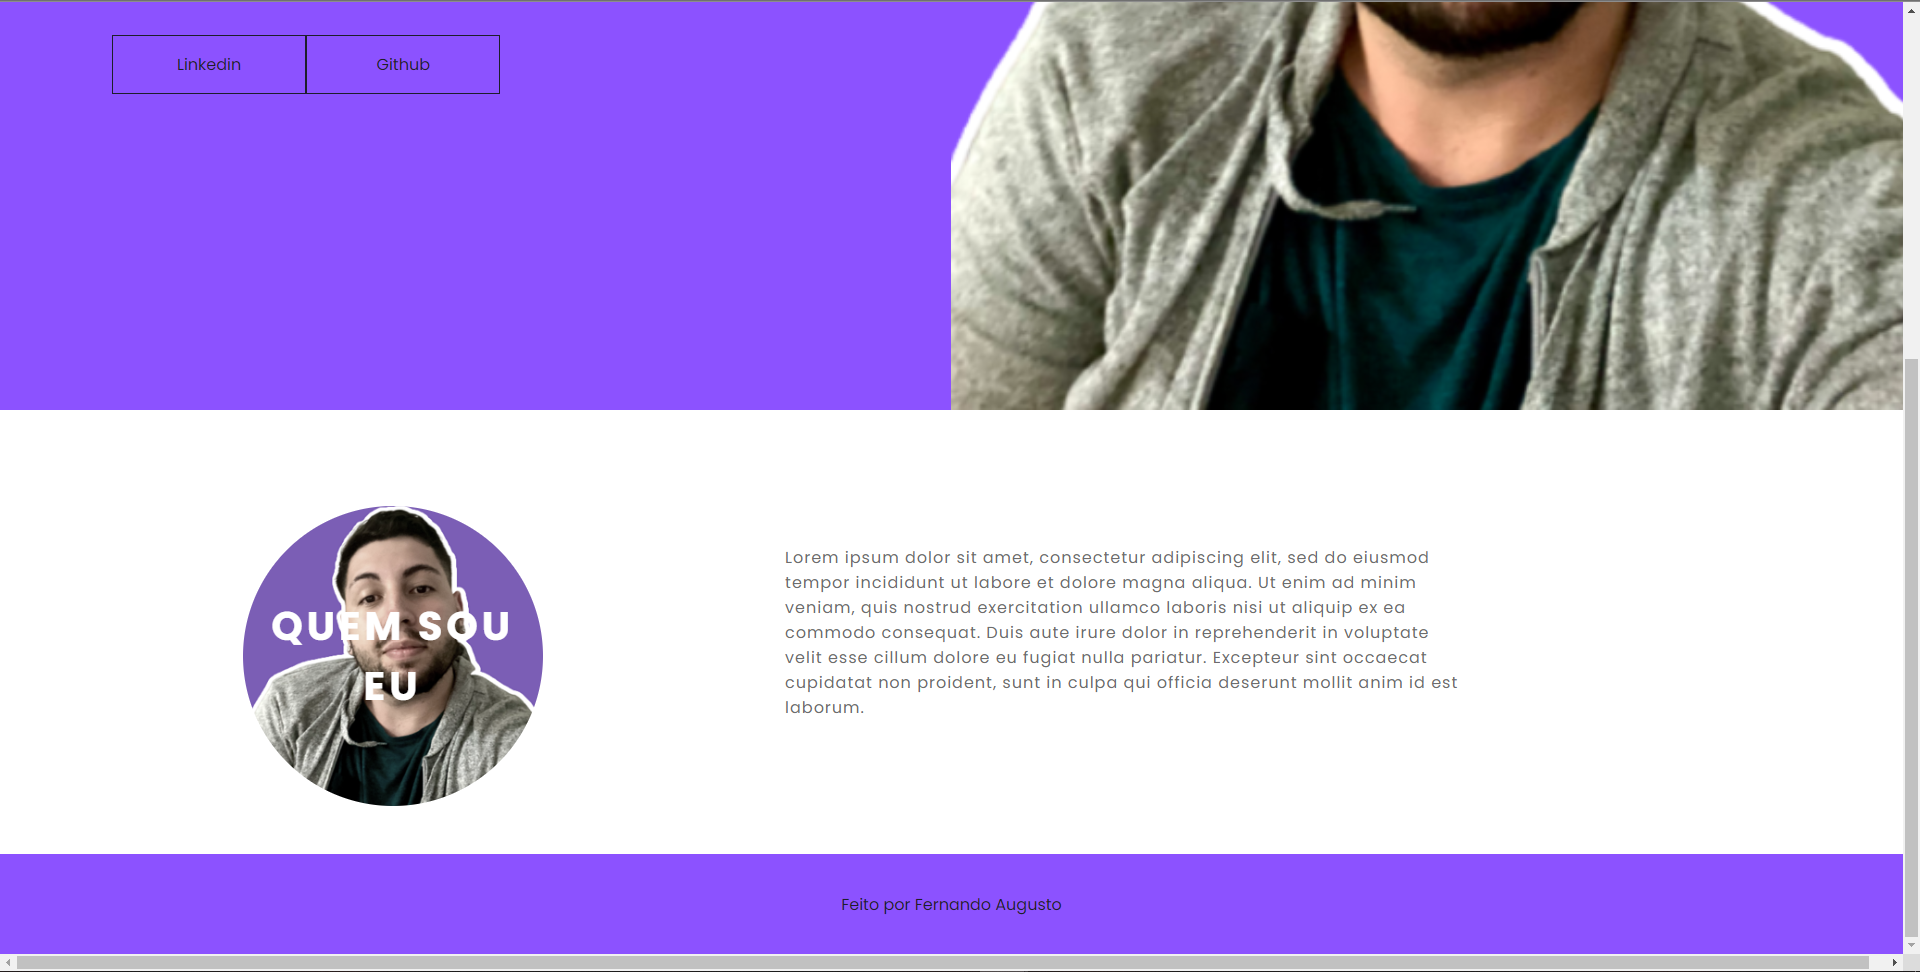 Linkedin
Github
QUEM SOU
EU
Lorem ipsum dolor sit amet, consectetur adipiscing elit, sed do eiusmod
tempor incididunt ut labore et dolore magna aliqua. Ut enim ad minim
veniam, quis nostrud exercitation ullamco laboris nisi ut aliquip ex ea
commodo consequat. Duis aute irure dolor in reprehenderit in voluptate
velit esse cillum dolore eu fugiat nulla pariatur. Excepteur sint occaecat
cupidatat non proident, sunt in culpa qui officia deserunt mollit anim id est
laborum.
Feito por Fernando Augusto